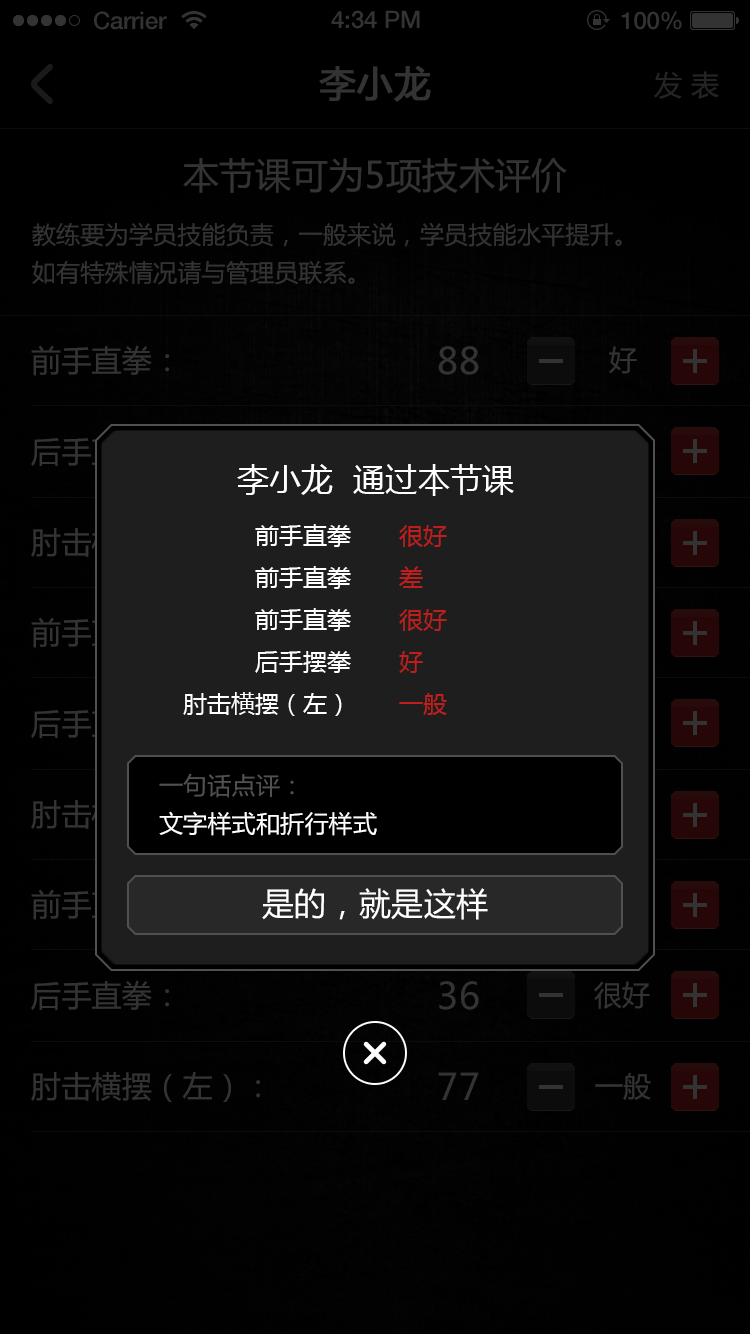 Carrier 4:34 PM 100%
李小龙 发 表
本节课可为5项技术评价
教练要为学员技能负责，一般来说，学员技能水平提升。
如有特殊情况请与管理员联系。
前手直拳： 88 好
后手
肘击
前手
后手
肘击
前手
李小龙 通过本节课
前手直拳 很好
前手直拳 差
前手直拳 很好
后手摆拳 好
肘击横摆（左） 一般
一句话点评：
文字样式和折行样式
是的，就是这样
后手直拳： 36 很好
肘击横摆（左）： 77 一般